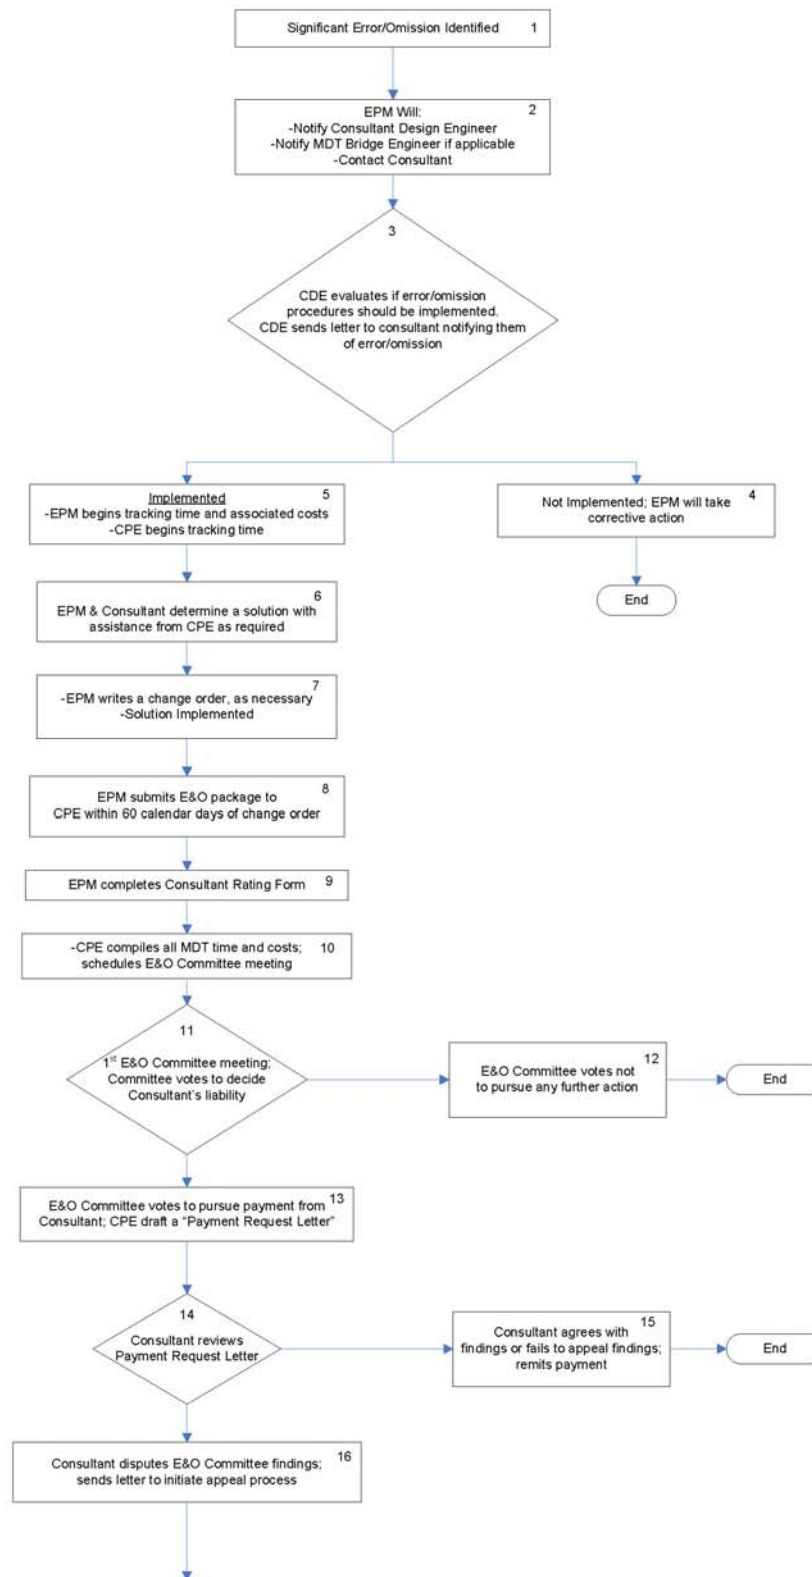 Significant Error/Omission Identified 1
2
EPM Will:
-Notify Consultant Design Engineer
-Notify MDT Bridge Engineer if applicable
-Contact Consultant
3
CDE evaluates if error/omission
procedures should be implemented.
CDE sends letter to consultant notifying them
of error/omission
5
Implemented
-EPM begins tracking time and associated costs
-CPE begins tracking time
4
Not Implemented; EPM will take
corrective action
End
6
EPM & Consultant determine a solution with
assistance from CPE as required
7
-EPM writes a change order, as necessary
-Solution Implemented
8
EPM submits E&O package to
CPE within 60 calendar days of change order
EPM completes Consultant Rating Form 9
10
-CPE compiles all MDT time and costs;
schedules E&O Committee meeting
11
1st E&O Committee meeting;
Committee votes to decide
Consultant's liability
12
E&O Committee votes not
to pursue any further action
End
13
E&O Committee votes to pursue payment from
Consultant; CPE draft a “Payment Request Letter”
14
Consultant reviews
Payment Request Letter
15
Consultant agrees with
findings or fails to appeal findings;
remits payment
End
16
Consultant disputes E&O Committee findings;
sends letter to initiate appeal process